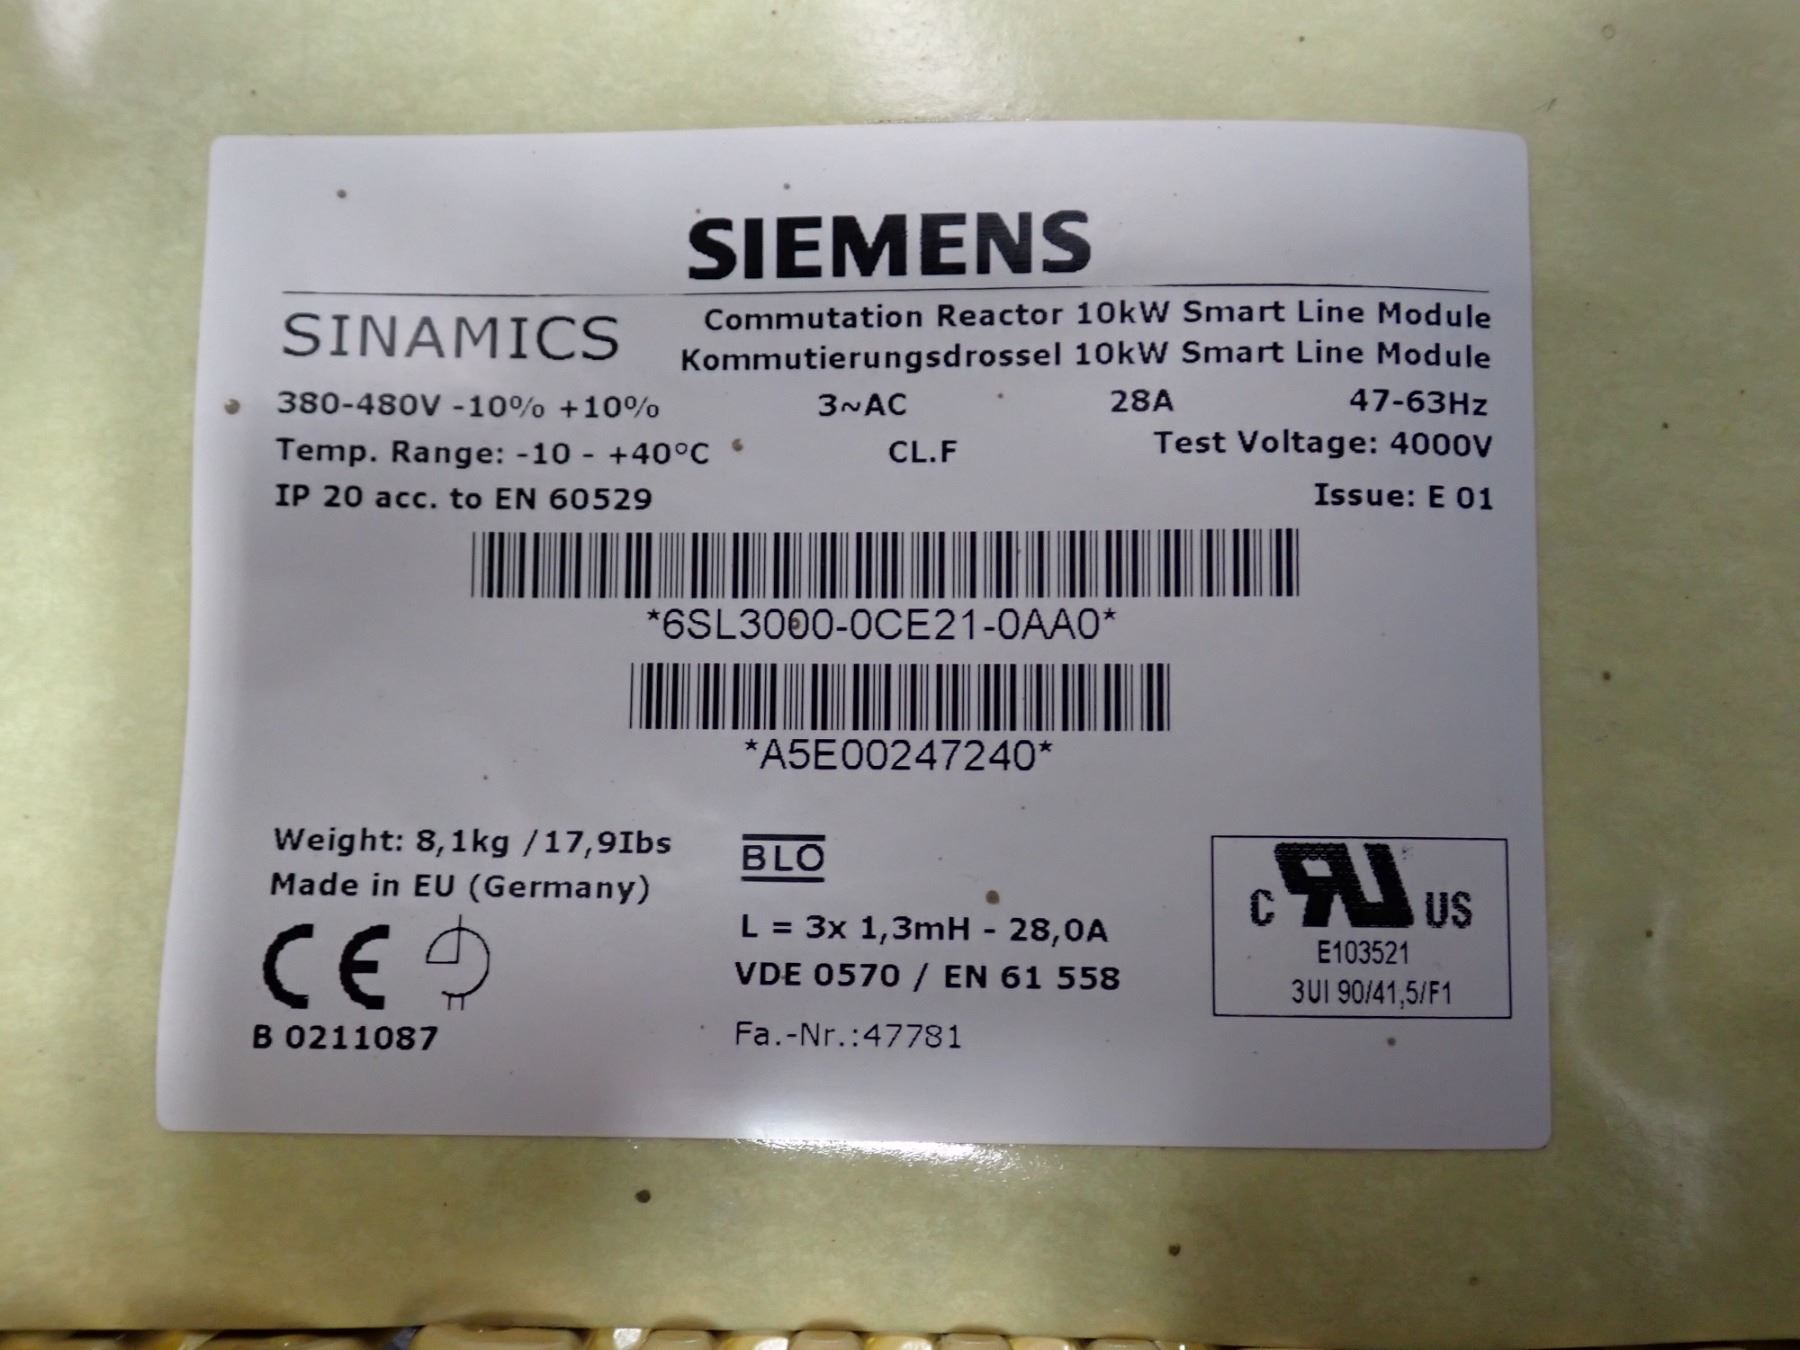 SIEMENS
SINAMICS
Commutation Reactor 10kW Smart Line Module
Kommutierungsdrossel 10kW Smart Line Module
380-480V -10% +10% 3~AC 28A 47-63Hz
Temp. Range: -10 - +40°C CL.F Test Voltage: 4000V
IP 20 acc. to EN 60529 Issue: E 01
*6SL3000-0CE21-0AA0*
*A5E00247240*
Weight: 8,1kg /17,9Ibs
Made in EU (Germany)
CE
B 0211087
BLO
L = 3x 1,3mH - 28,0A
VDE 0570 / EN 61 558
Fa.-Nr.:47781
C RU US
E103521
3UI 90/41,5/F1